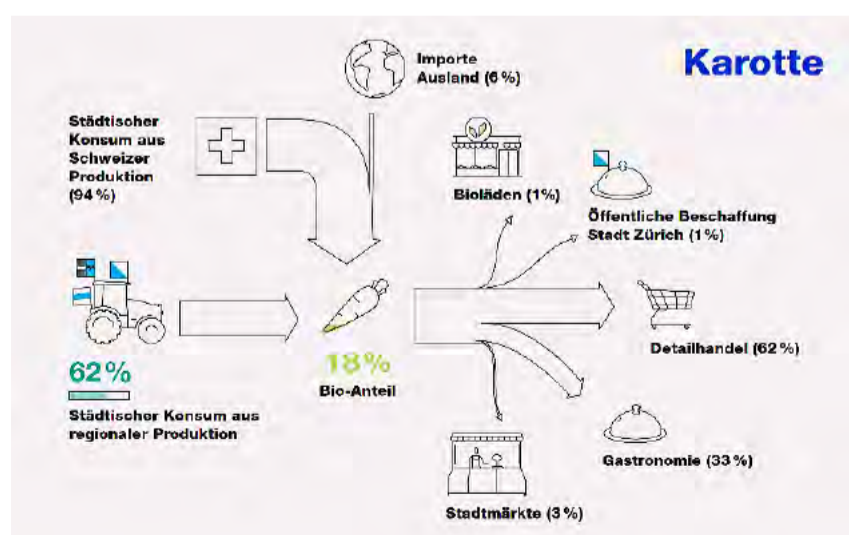 Karotte
Importe
Ausland (6 %)
Städtischer
Konsum aus
Schweizer
Produktion
(94 %)
Bioläden (1%)
Öffentliche Beschaffung
Stadt Zürich (1 %)
62 %
Städtischer Konsum aus
regionaler Produktion
18%
Bio-Anteil
Detailhandel (62 %)
Gastronomie (33 %)
Stadtmärkte (3 %)